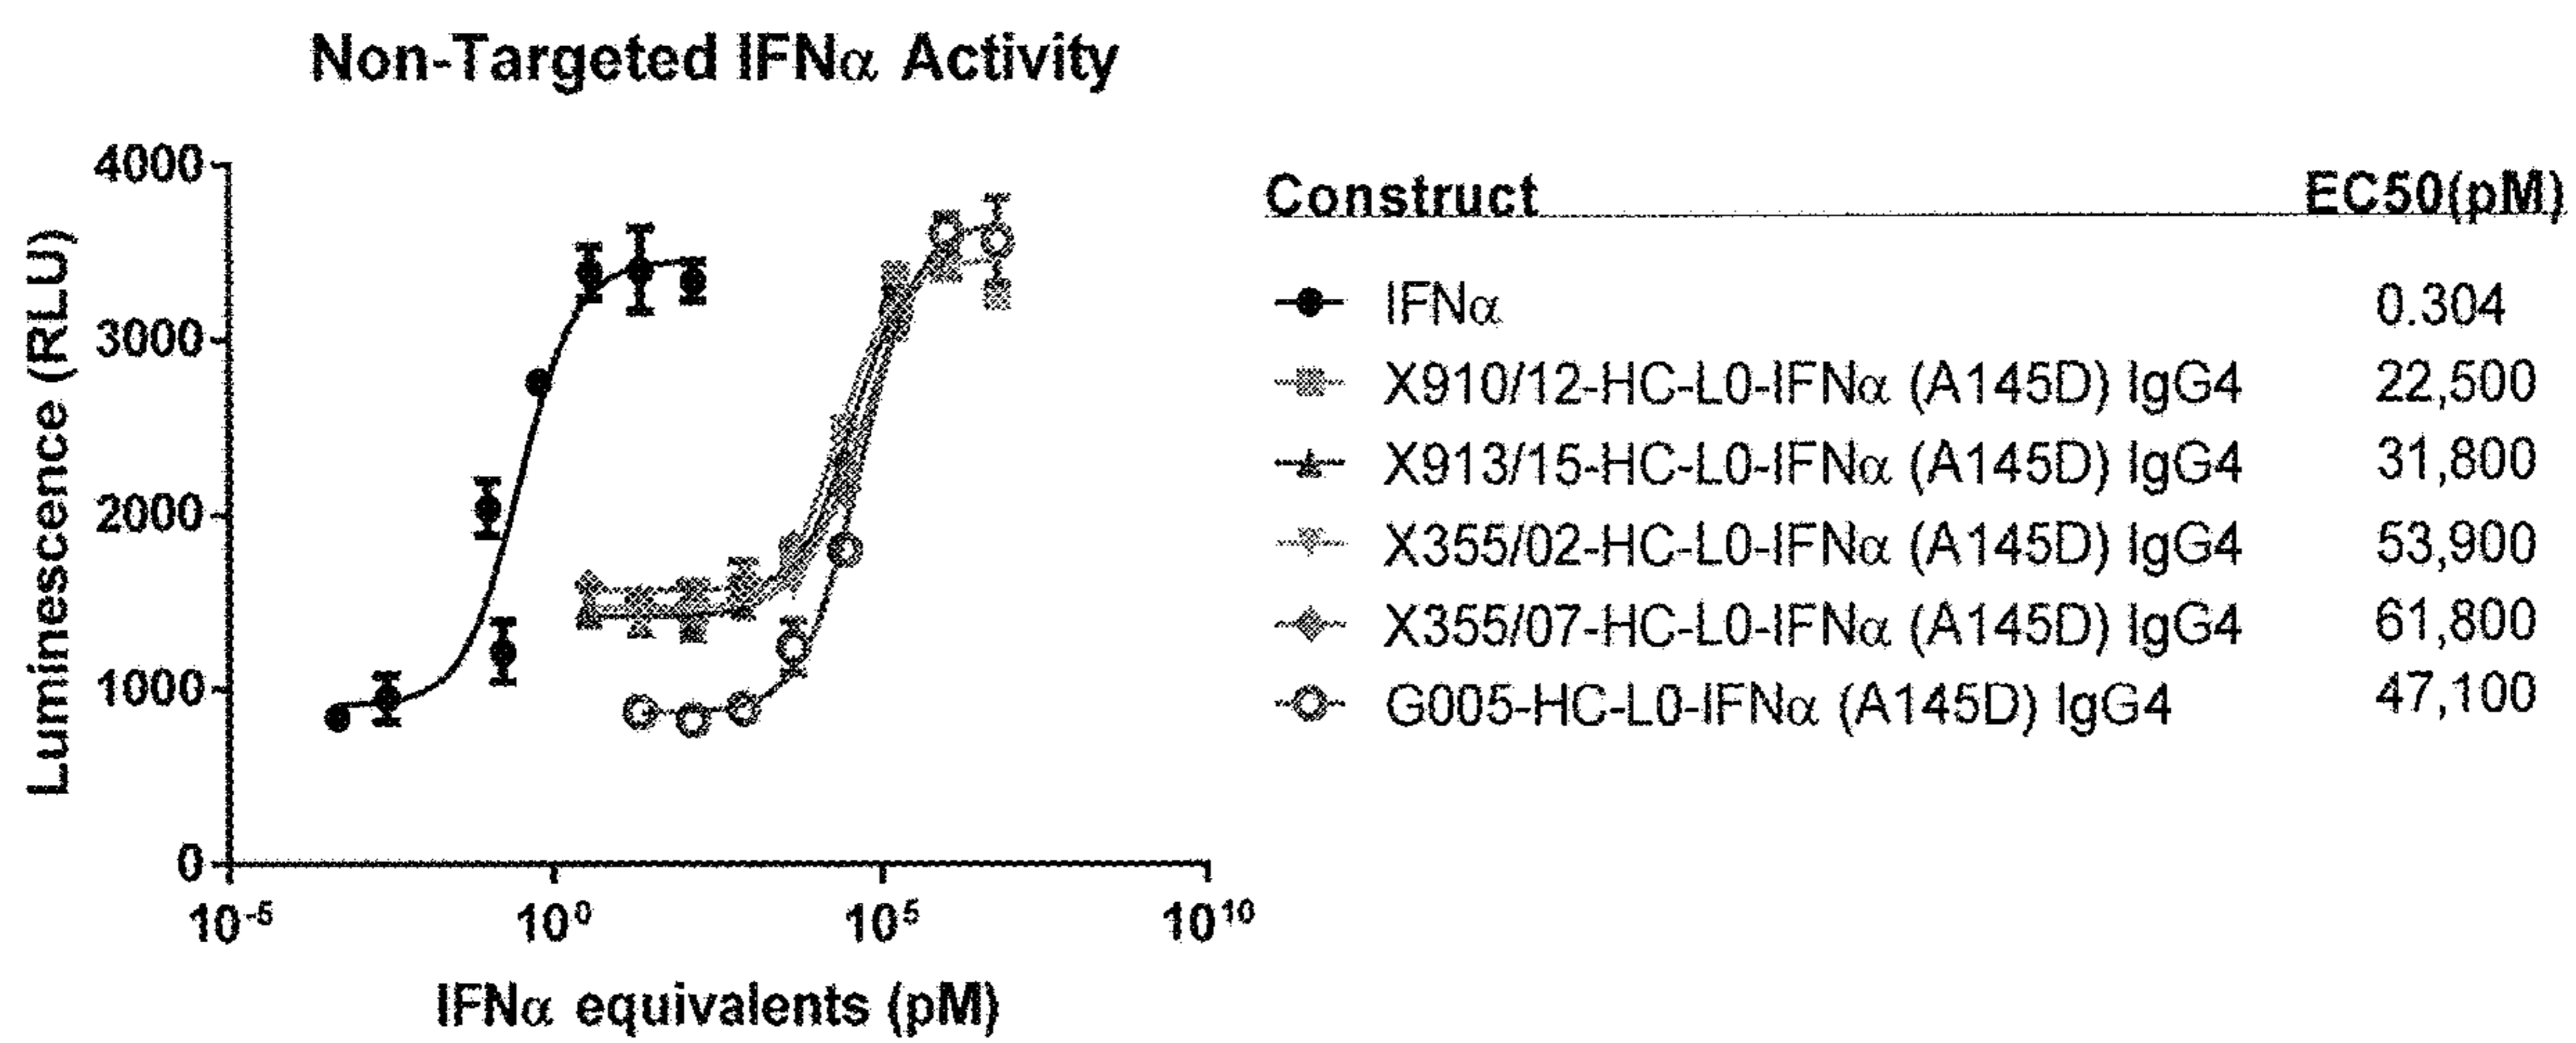 Non-Targeted IFNα Activity
Luminescence (RLU)
4000
3000
2000
1000
0
10⁻⁵ 10⁰ 10⁵ 10¹⁰
IFNα equivalents (pM)
Construct EC50(pM)
IFNα 0.304
X910/12-HC-L0-IFNα (A145D) IgG4 22,500
X913/15-HC-L0-IFNα (A145D) IgG4 31,800
X355/02-HC-L0-IFNα (A145D) IgG4 53,900
X355/07-HC-L0-IFNα (A145D) IgG4 61,800
G005-HC-L0-IFNα (A145D) IgG4 47,100